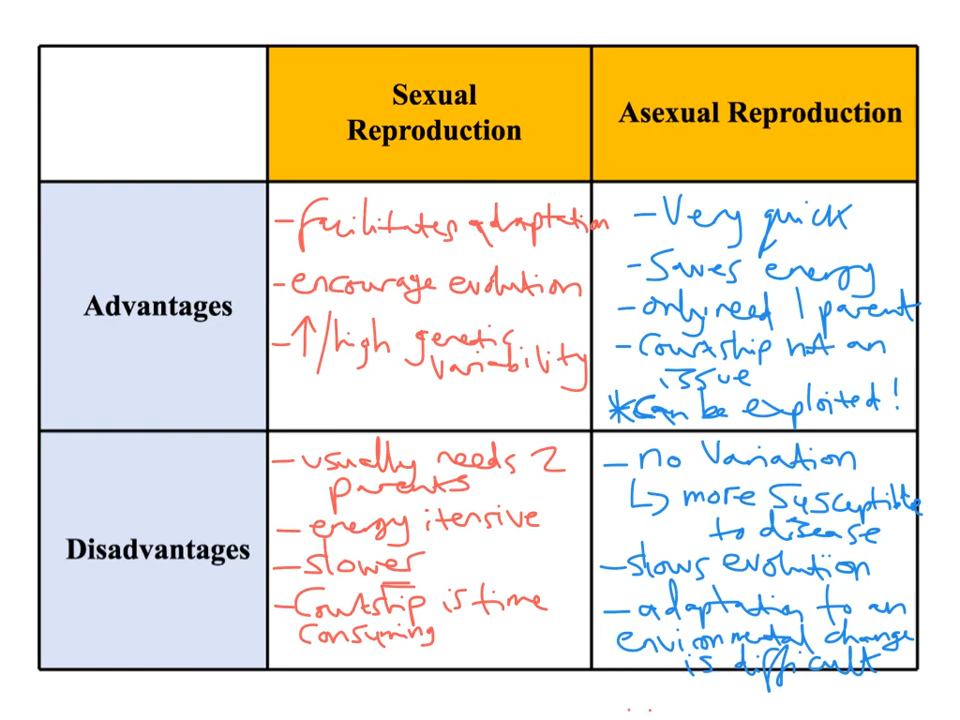 Sexual
Reproduction
Asexual Reproduction
Advantages
- facilitates adaptation
- encourage evolution
- ↑/high genetic
variability
- Very quick
- Saves energy
- only need 1 parent
- Courtship not an
issue
*Can be exploited!
Disadvantages
- usually needs 2
parents
- energy itensive
- slower
- Courtship is time
consuming
- no Variation
↳ more Susceptible
to disease
- slows evolution
- adaptation to an
environmental change
is difficult